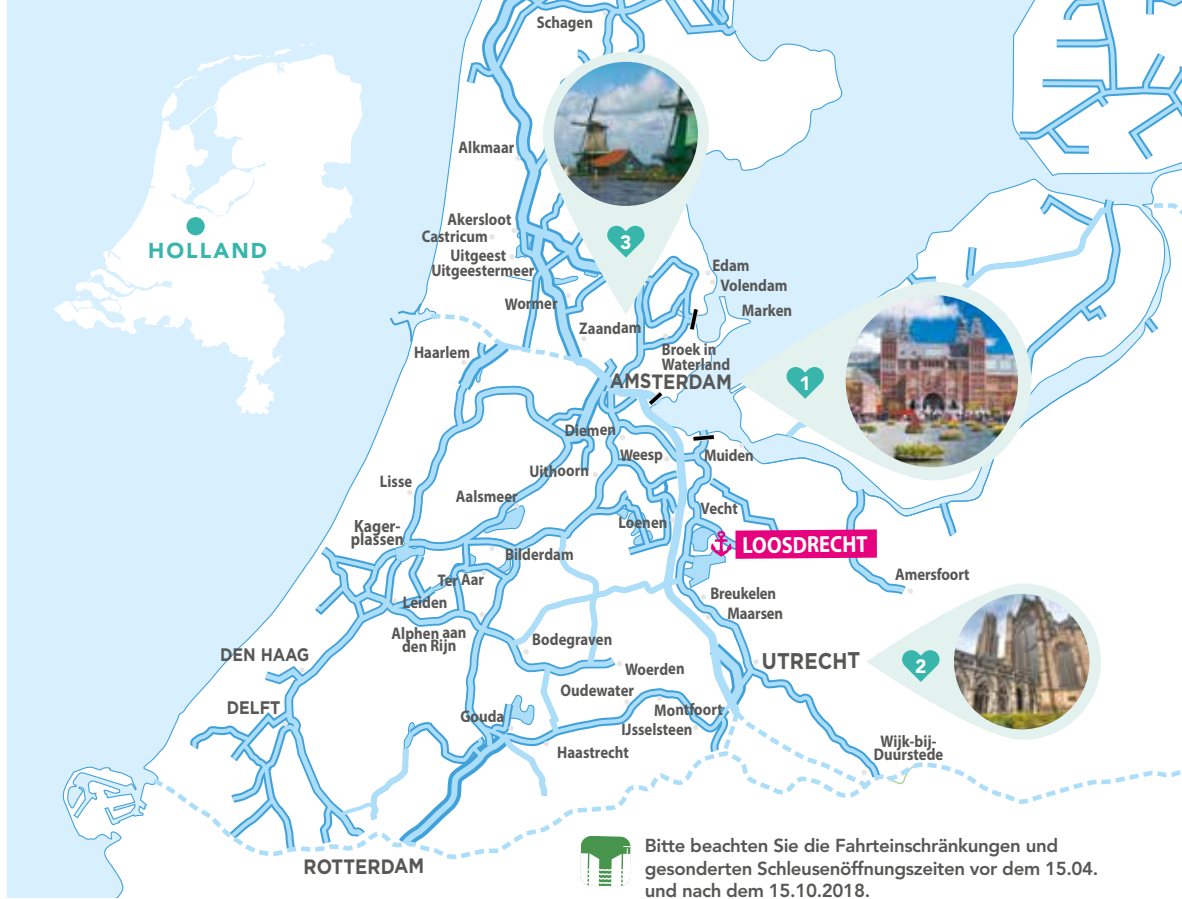 Schagen
Alkmaar
Akersloot
Castricum
Uitgeest
Uitgeestermeer
HOLLAND
3
Edam
Volendam
Marken
Wormer
Zaandam
Haarlem
Broek in
Waterland
AMSTERDAM
1
Diemen
Weesp
Muiden
Uithoorn
Lisse
Aalsmeer
Vecht
Kager-
plassen
Loenen
LOOSDRECHT
Bilderdam
Ter Aar
Amersfoort
Leiden
Breukelen
Maarsen
Alphen aan
den Rijn
Bodegraven
DEN HAAG
UTRECHT
2
Woerden
Oudewater
DELFT
Montfoort
Gouda
IJsselsteen
Haastrecht
Wijk-bij-
Duurstede
ROTTERDAM
Bitte beachten Sie die Fahrteinschränkungen und
gesonderten Schleusenöffnungszeiten vor dem 15.04.
und nach dem 15.10.2018.